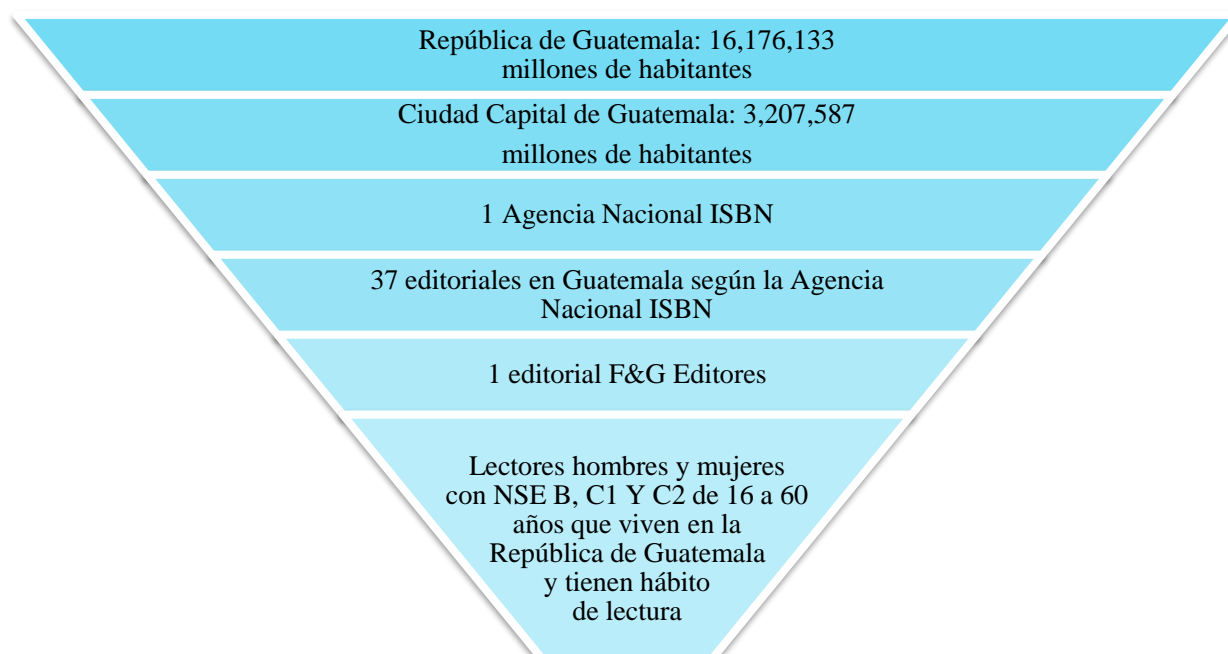 República de Guatemala: 16,176,133
millones de habitantes
Ciudad Capital de Guatemala: 3,207,587
millones de habitantes
1 Agencia Nacional ISBN
37 editoriales en Guatemala según la Agencia
Nacional ISBN
1 editorial F&G Editores
Lectores hombres y mujeres
con NSE B, C1 Y C2 de 16 a 60
años que viven en la
República de Guatemala
y tienen hábito
de lectura